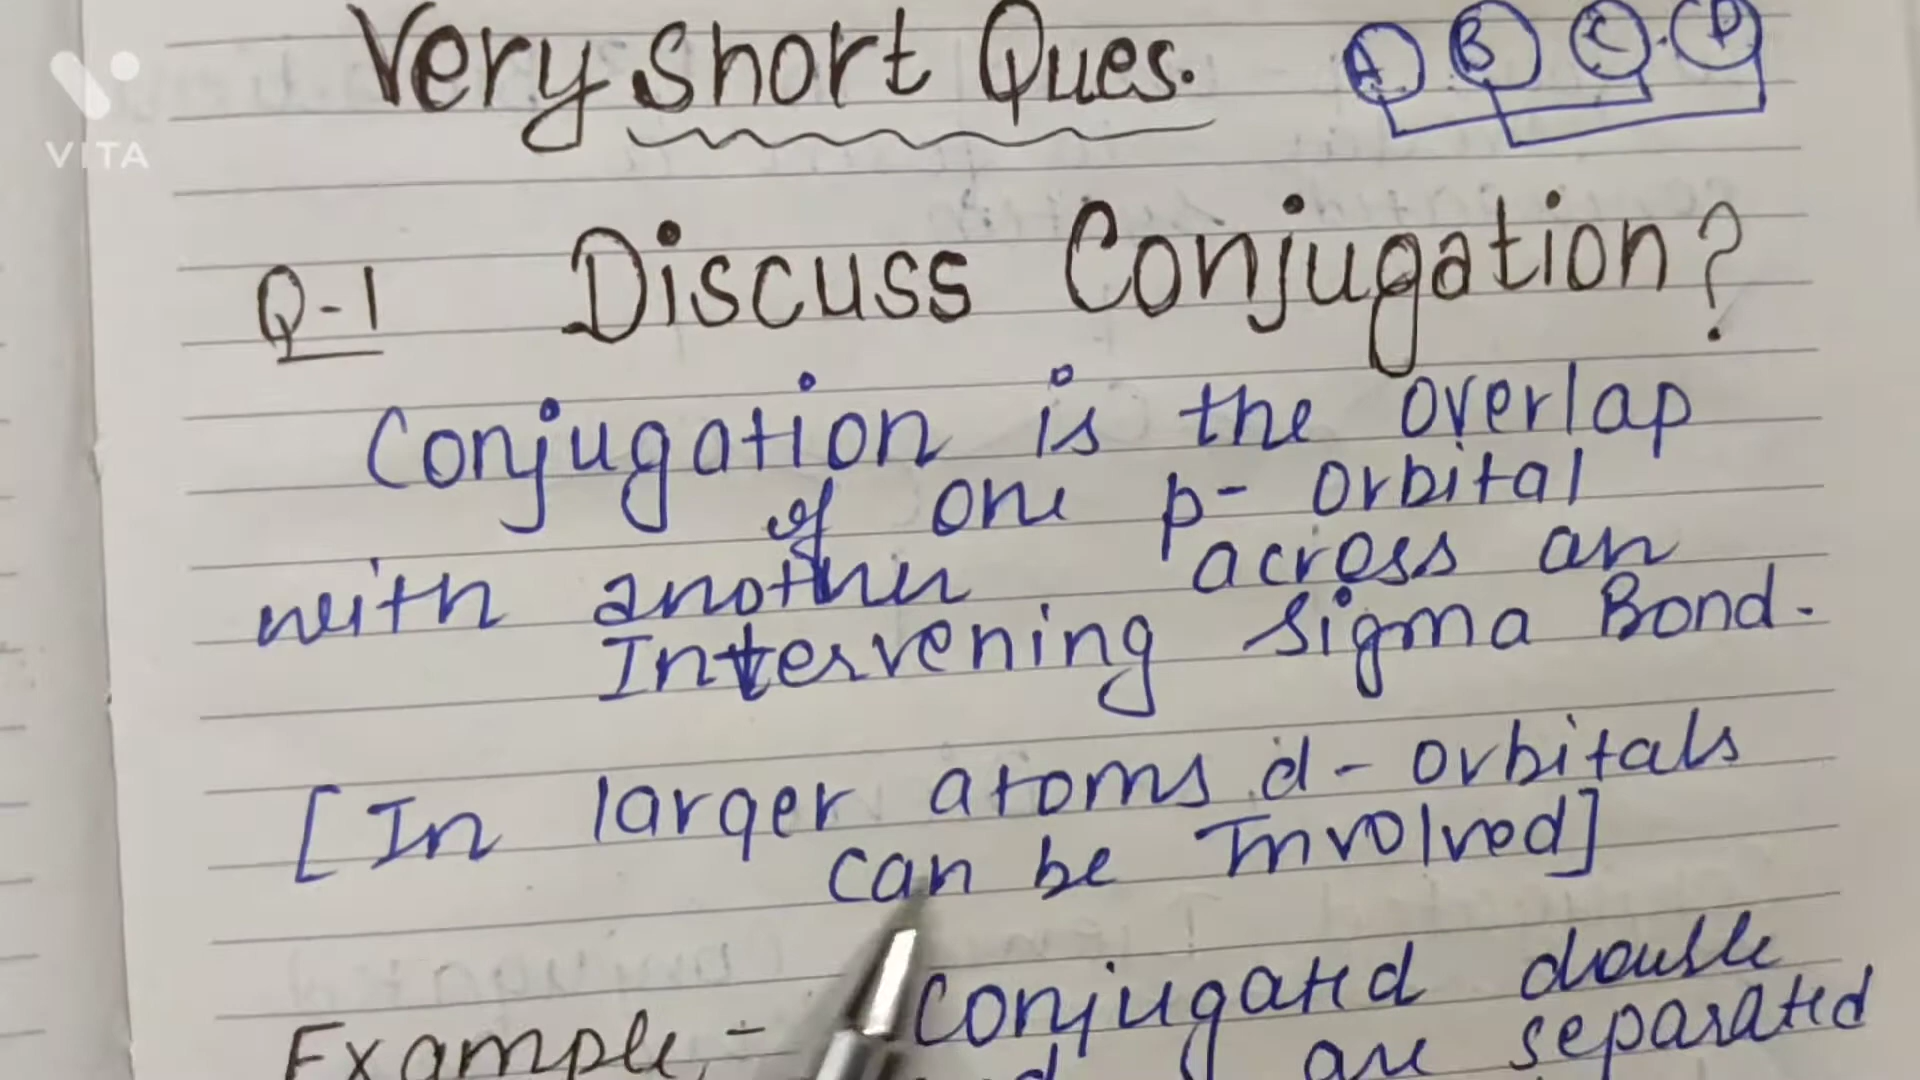 Very short Ques.
A B C D
VITA
Q-1 Discuss Conjugation?
Conjugation is the overlap
of one p- orbital
with another across an
Intervening Sigma Bond.
[In larger atoms d- orbitals
can be Involved]
Example,- Conjugated double
are separated